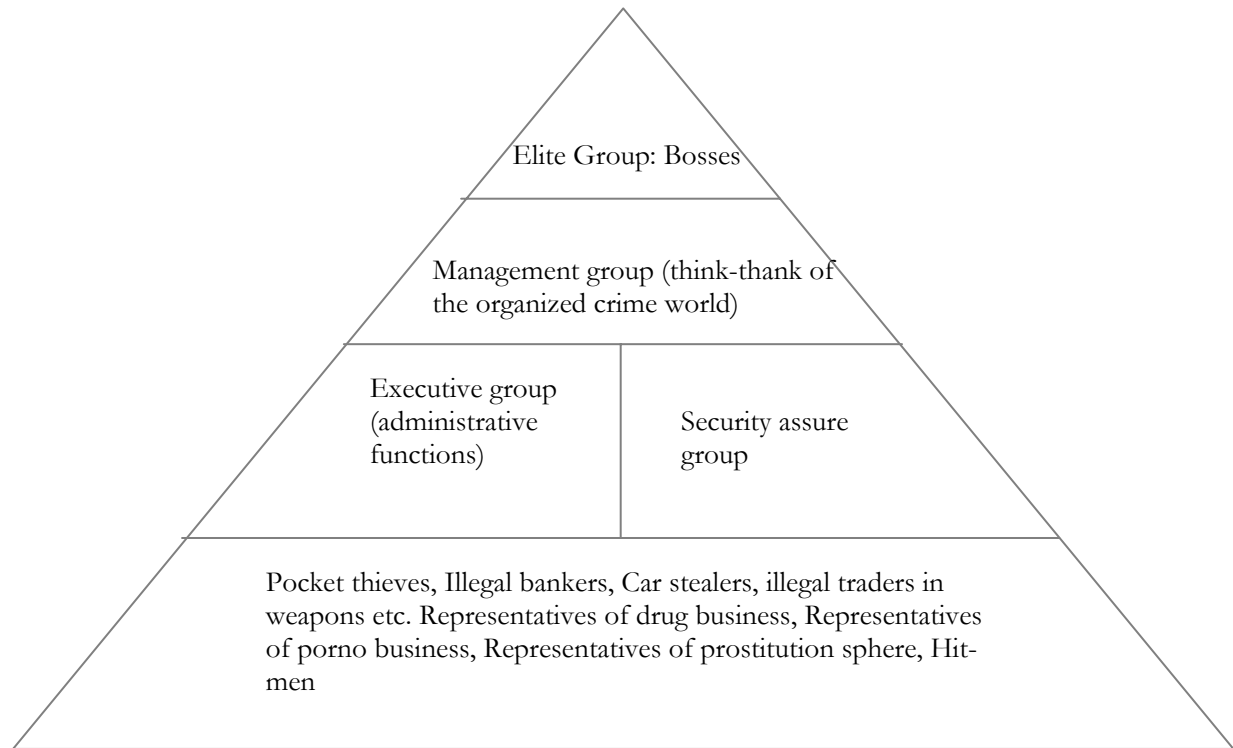 Elite Group: Bosses
Management group (think-thank of
the organized crime world)
Executive group
(administrative
functions)
Security assure
group
Pocket thieves, Illegal bankers, Car stealers, illegal traders in
weapons etc. Representatives of drug business, Representatives
of porno business, Representatives of prostitution sphere, Hit-
men